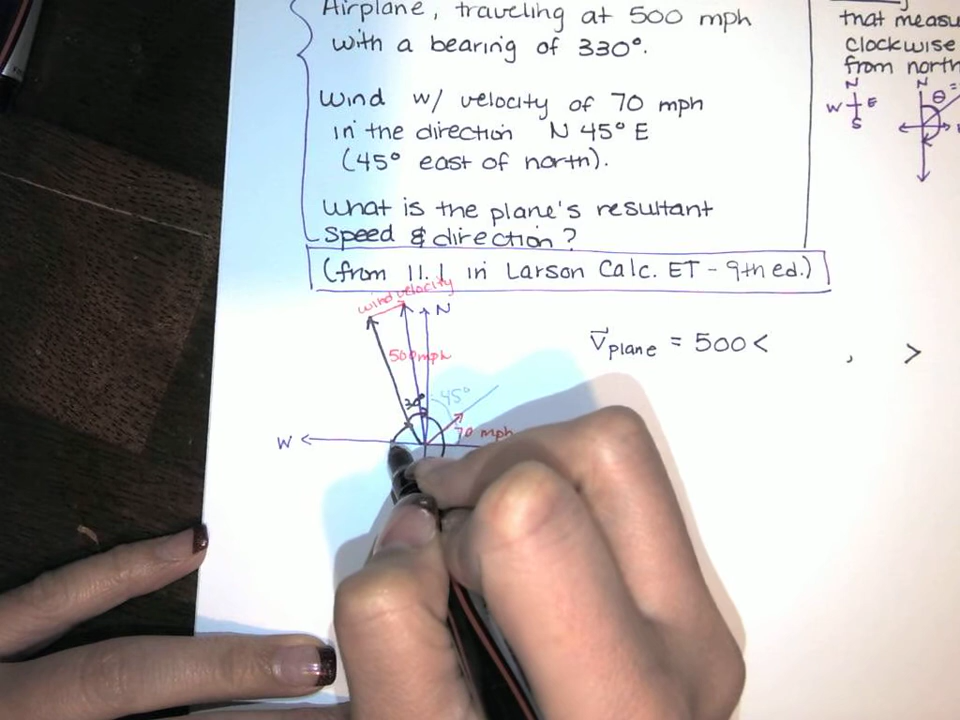 Airplane, traveling at 500 mph
with a bearing of 330°.
Wind w/ velocity of 70 mph
in the direction N 45° E
(45° east of north).
What is the plane's resultant
Speed & direction?
(from 11.1 in Larson Calc. ET - 9th ed.)
that measu
clockwise
from north
N
W E
S
N
θ =
wind velocity
N
500 mph
30°
45°
70 mph
W
V plane = 500 < , >